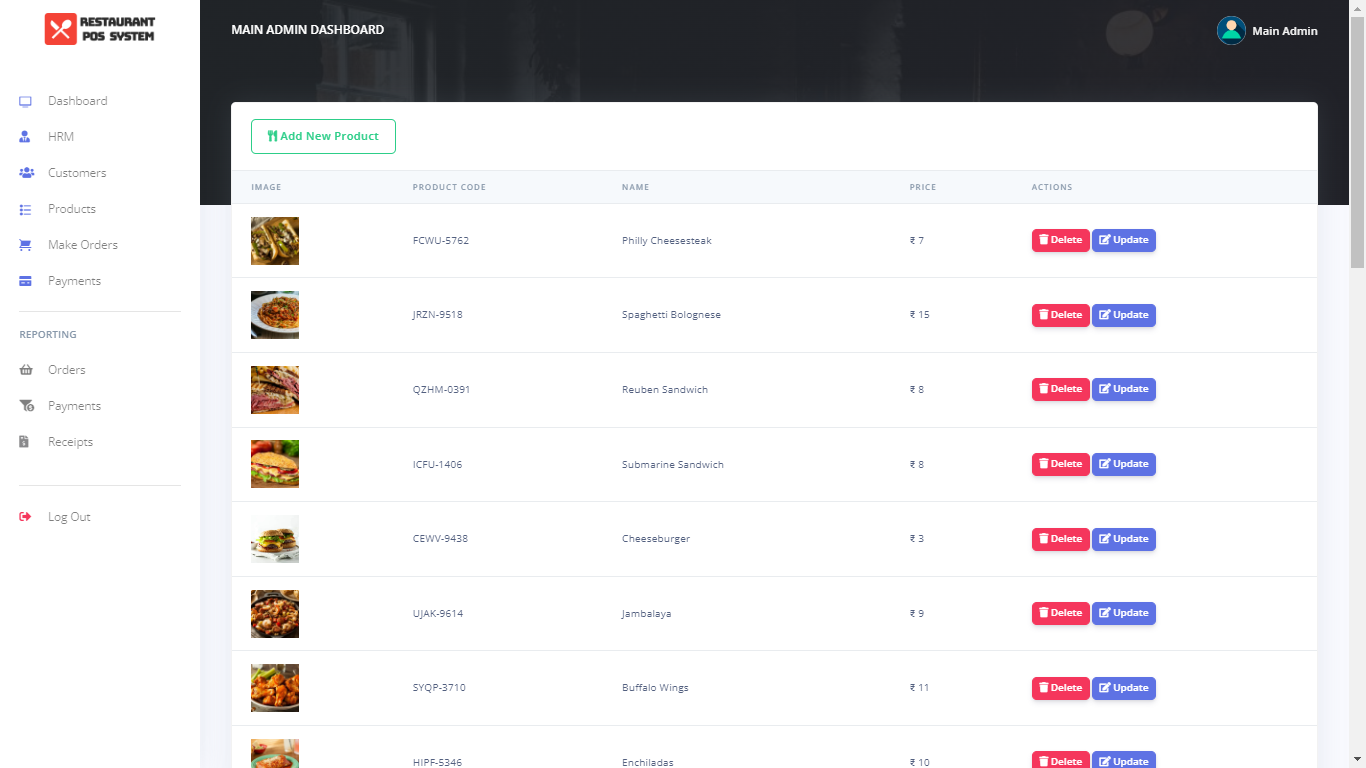 RESTAURANT
POS SYSTEM
MAIN ADMIN DASHBOARD
Main Admin
Dashboard
HRM
Customers
Products
Make Orders
Payments
REPORTING
Orders
Payments
Receipts
Log Out
Add New Product
IMAGE PRODUCT CODE NAME PRICE ACTIONS
FCWU-5762 Philly Cheesesteak ₹ 7 Delete Update
JRZN-9518 Spaghetti Bolognese ₹ 15 Delete Update
QZHM-0391 Reuben Sandwich ₹ 8 Delete Update
ICFU-1406 Submarine Sandwich ₹ 8 Delete Update
CEWV-9438 Cheeseburger ₹ 3 Delete Update
UJAK-9614 Jambalaya ₹ 9 Delete Update
SYQP-3710 Buffalo Wings ₹ 11 Delete Update
HIPF-5346 Enchiladas ₹ 10 Delete Update